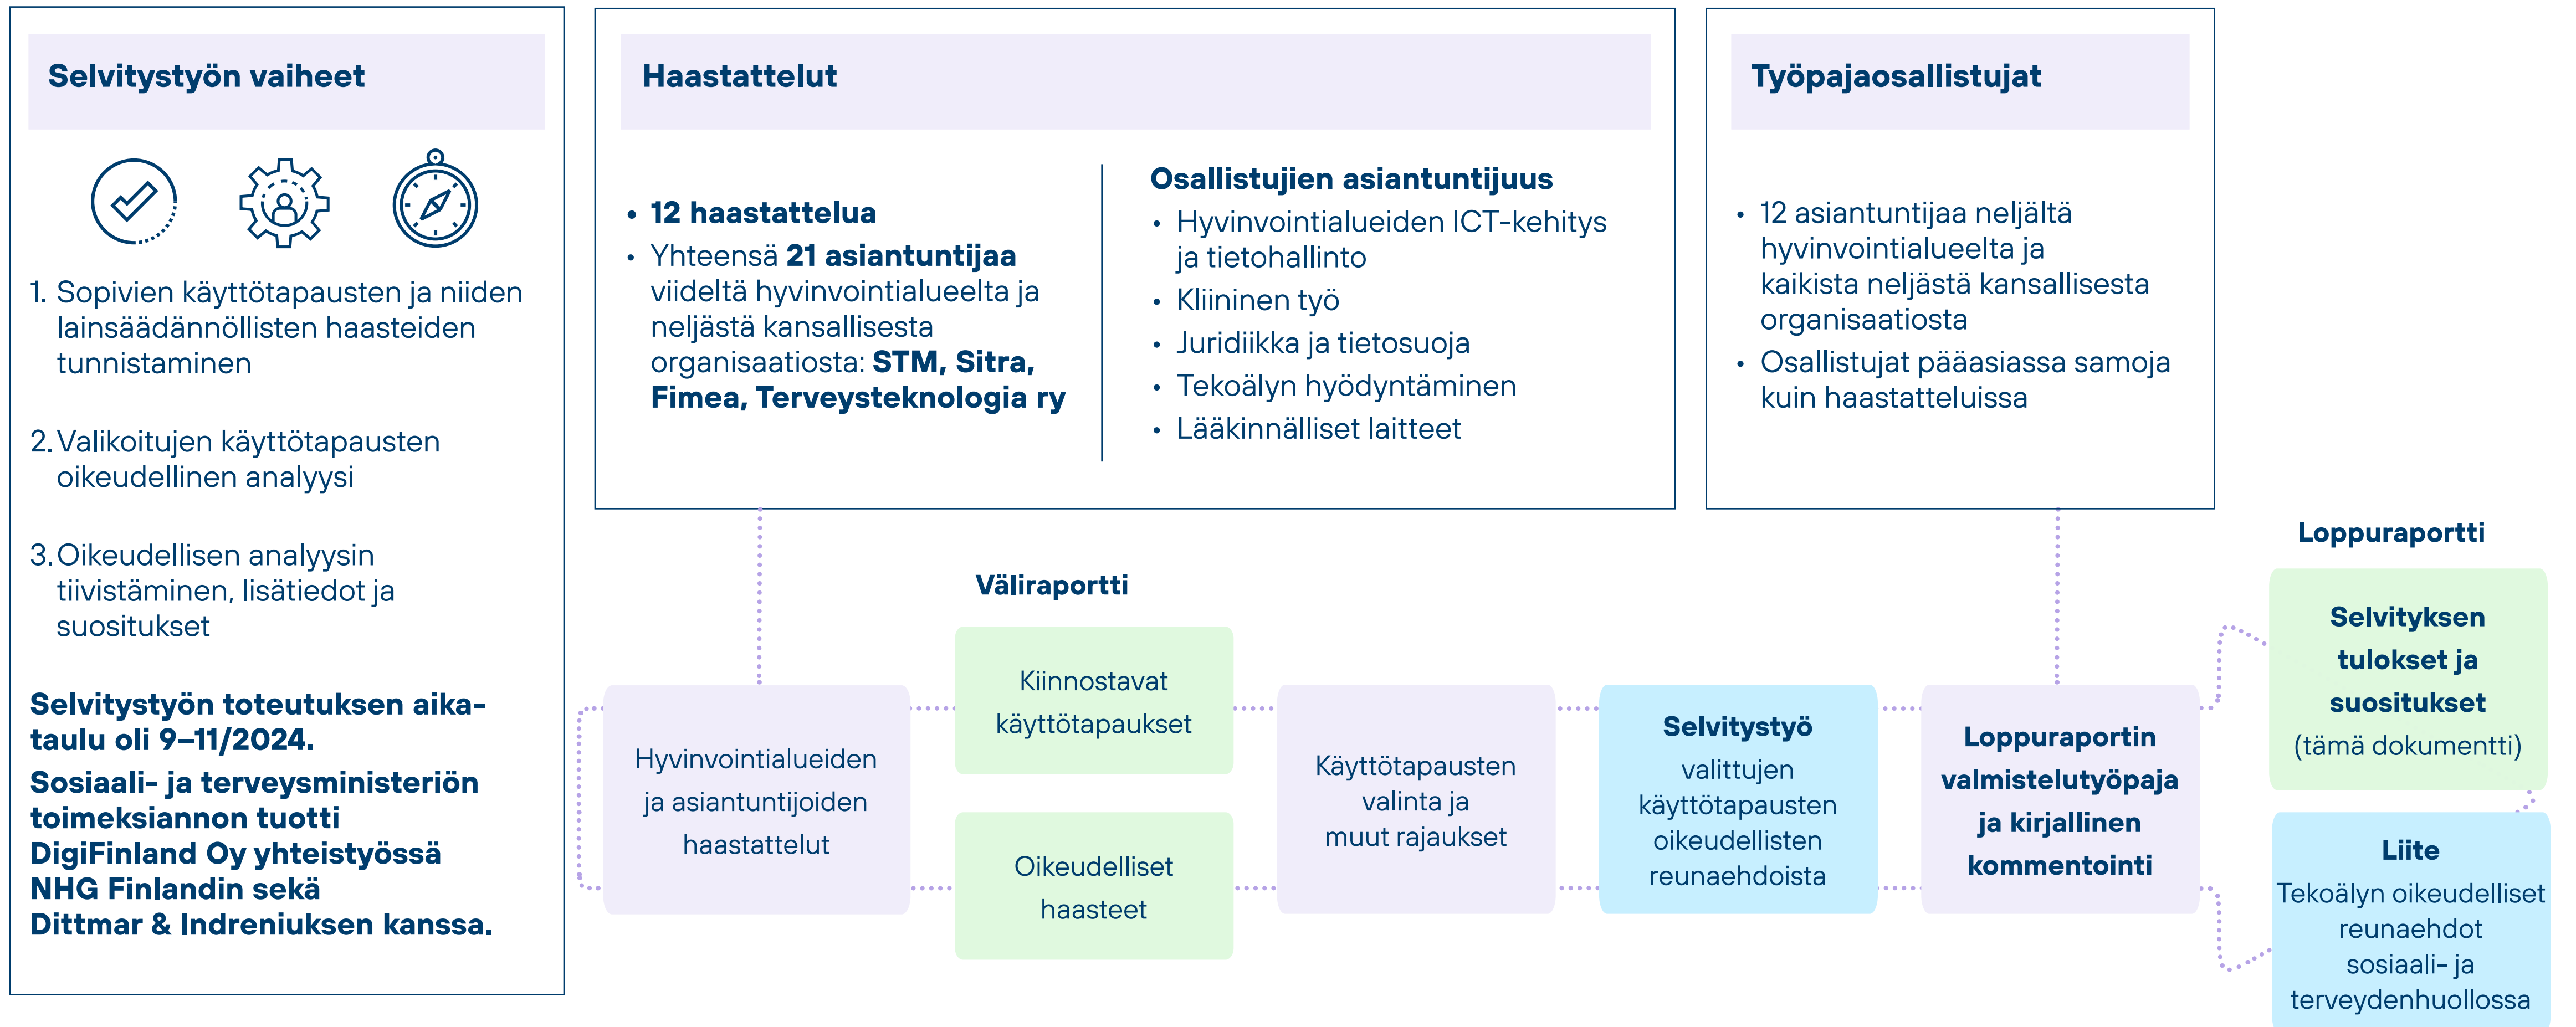 Selvitystyön vaiheet
1. Sopivien käyttötapausten ja niiden
lainsäädännöllisten haasteiden
tunnistaminen
2. Valikoitujen käyttötapausten
oikeudellinen analyysi
3. Oikeudellisen analyysin
tiivistäminen, lisätiedot ja
suositukset
Selvitystyön toteutuksen aika-
taulu oli 9–11/2024.
Sosiaali- ja terveysministeriön
toimeksiannon tuotti
DigiFinland Oy yhteistyössä
NHG Finlandin sekä
Dittmar & Indreniuksen kanssa.
Haastattelut
• 12 haastattelua
• Yhteensä 21 asiantuntijaa
viideltä hyvinvointialueelta ja
neljästä kansallisesta
organisaatiosta: STM, Sitra,
Fimea, Terveysteknologia ry
Osallistujien asiantuntijuus
• Hyvinvointialueiden ICT-kehitys
ja tietohallinto
• Kliininen työ
• Juridiikka ja tietosuoja
• Tekoälyn hyödyntäminen
• Lääkinnälliset laitteet
Työpajaosallistujat
• 12 asiantuntijaa neljältä
hyvinvointialueelta ja
kaikista neljästä kansallisesta
organisaatiosta
• Osallistujat pääasiassa samoja
kuin haastatteluissa
Hyvinvointialueiden
ja asiantuntijoiden
haastattelut
Väliraportti
Kiinnostavat
käyttötapaukset
Oikeudelliset
haasteet
Käyttötapausten
valinta ja
muut rajaukset
Selvitystyö
valittujen
käyttötapausten
oikeudellisten
reunaehdoista
Loppuraportin
valmistelutyöpaja
ja kirjallinen
kommentointi
Loppuraportti
Selvityksen
tulokset ja
suositukset
(tämä dokumentti)
Liite
Tekoälyn oikeudelliset
reunaehdot
sosiaali- ja
terveydenhuollossa